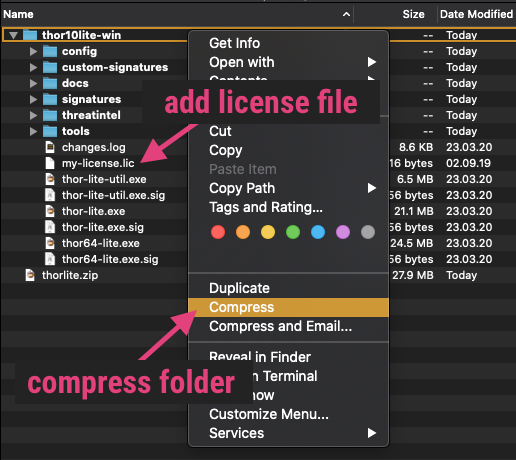 Name Size Date Modified
thor10lite-win -- Today
Get Info
config -- Today
Open with
custom-signatures -- Today
docs -- Today
signatures Today
add license file
threatintel Today
tools -- Today
Cut
changes.log 8.6 KB 23.03.20
Copy
my-license.lic 16 bytes 02.09.19
Paste Item
thor-lite-util.exe 6.5 MB 23.03.20
Copy Path
thor-lite-util.exe.sig 56 bytes 23.03.20
Tags and Rating...
thor-lite.exe 21.1 MB 23.03.20
thor-lite.exe.sig 56 bytes 23.03.20
thor64-lite.exe 24.5 MB 23.03.20
thor64-lite.exe.sig 56 bytes 23.03.20
thorlite.zip 27.9 MB Today
Duplicate
Compress
Compress and Email...
Reveal in Finder
compress folder
Terminal
Customize Menu...
Services